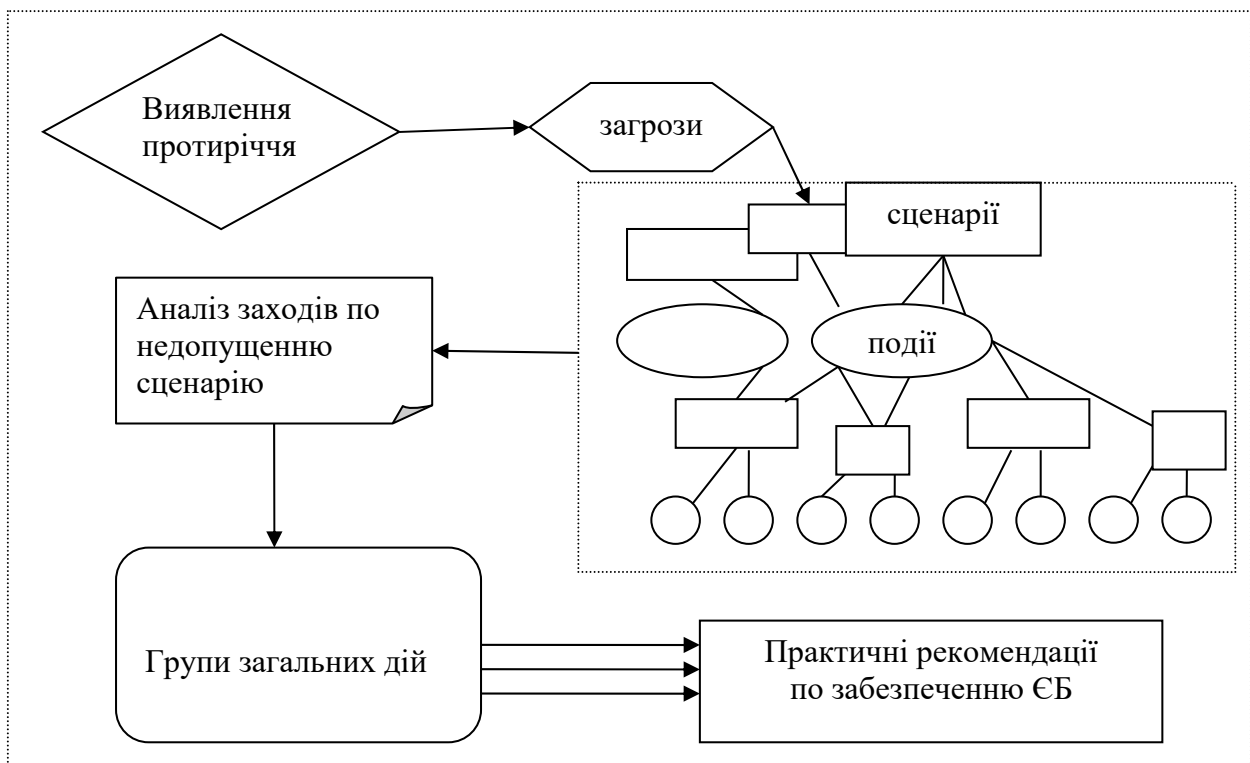 Виявлення
протиріччя
загрози
сценарії
події
Аналіз заходів по
недопущенню
сценарію
Групи загальних дій
Практичні рекомендації
по забезпеченню ЄБ